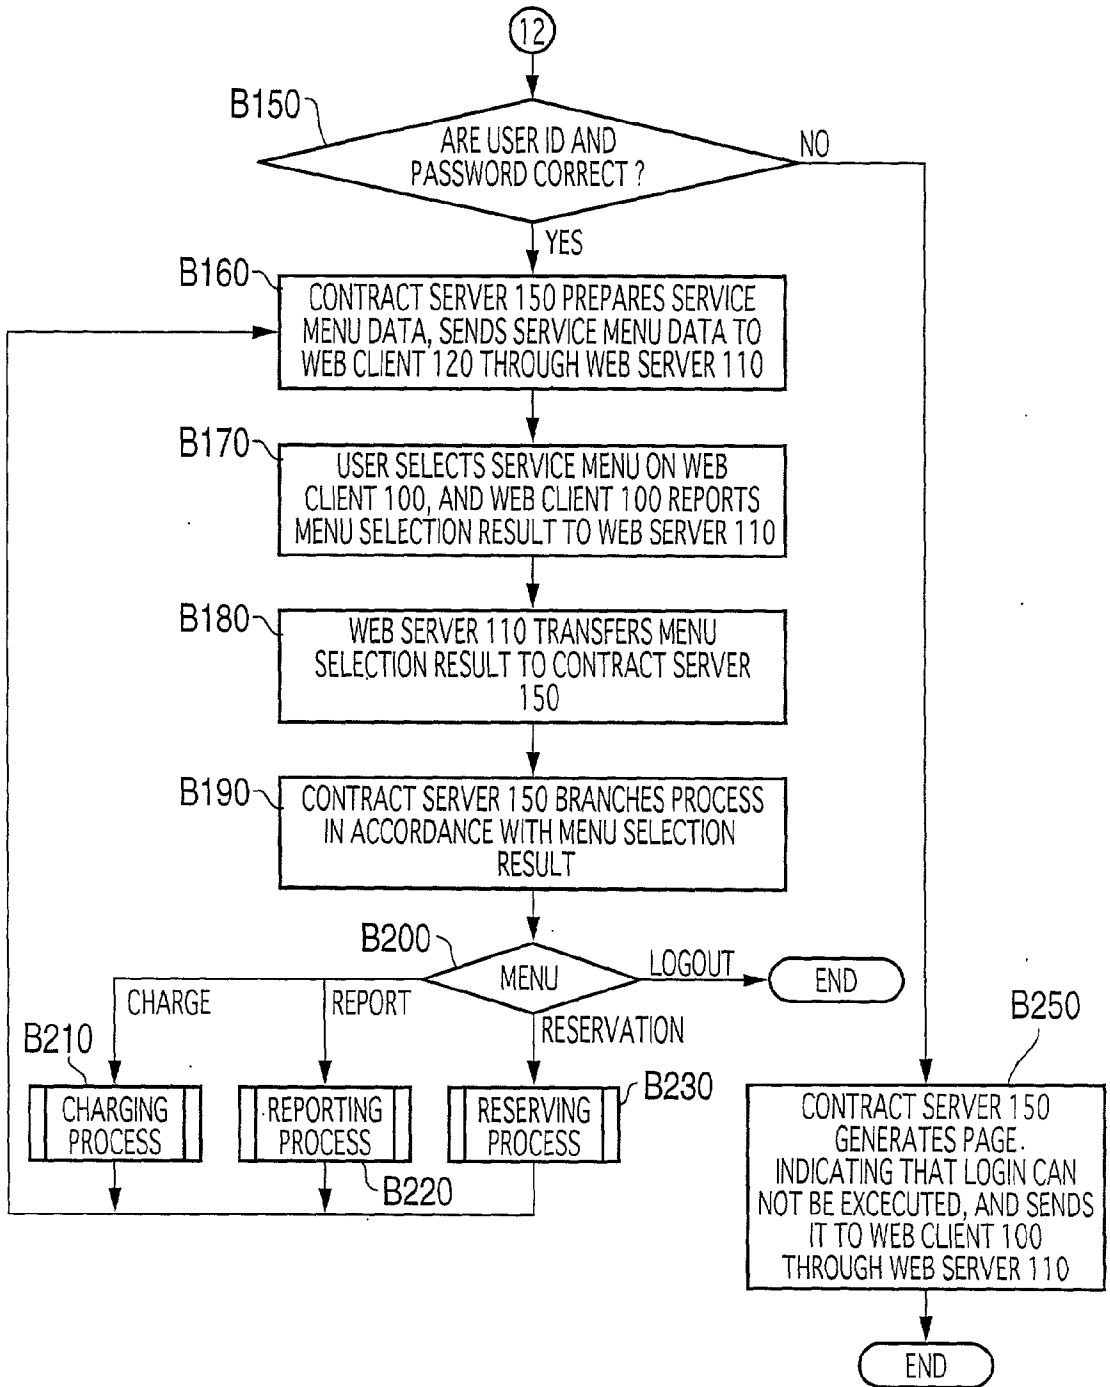 12
B150
ARE USER ID AND
PASSWORD CORRECT ?
NO
YES
B160
CONTRACT SERVER 150 PREPARES SERVICE
MENU DATA, SENDS SERVICE MENU DATA TO
WEB CLIENT 120 THROUGH WEB SERVER 110
B170
USER SELECTS SERVICE MENU ON WEB
CLIENT 100, AND WEB CLIENT 100 REPORTS
MENU SELECTION RESULT TO WEB SERVER 110
B180
WEB SERVER 110 TRANSFERS MENU
SELECTION RESULT TO CONTRACT SERVER
150
B190
CONTRACT SERVER 150 BRANCHES PROCESS
IN ACCORDANCE WITH MENU SELECTION
RESULT
B200
MENU
LOGOUT
END
CHARGE
REPORT
RESERVATION
B210
CHARGING
PROCESS
REPORTING
PROCESS
B220
RESERVING
PROCESS
B230
B250
CONTRACT SERVER 150
GENERATES PAGE.
INDICATING THAT LOGIN CAN
NOT BE EXCECUTED, AND SENDS
IT TO WEB CLIENT 100
THROUGH WEB SERVER 110
END